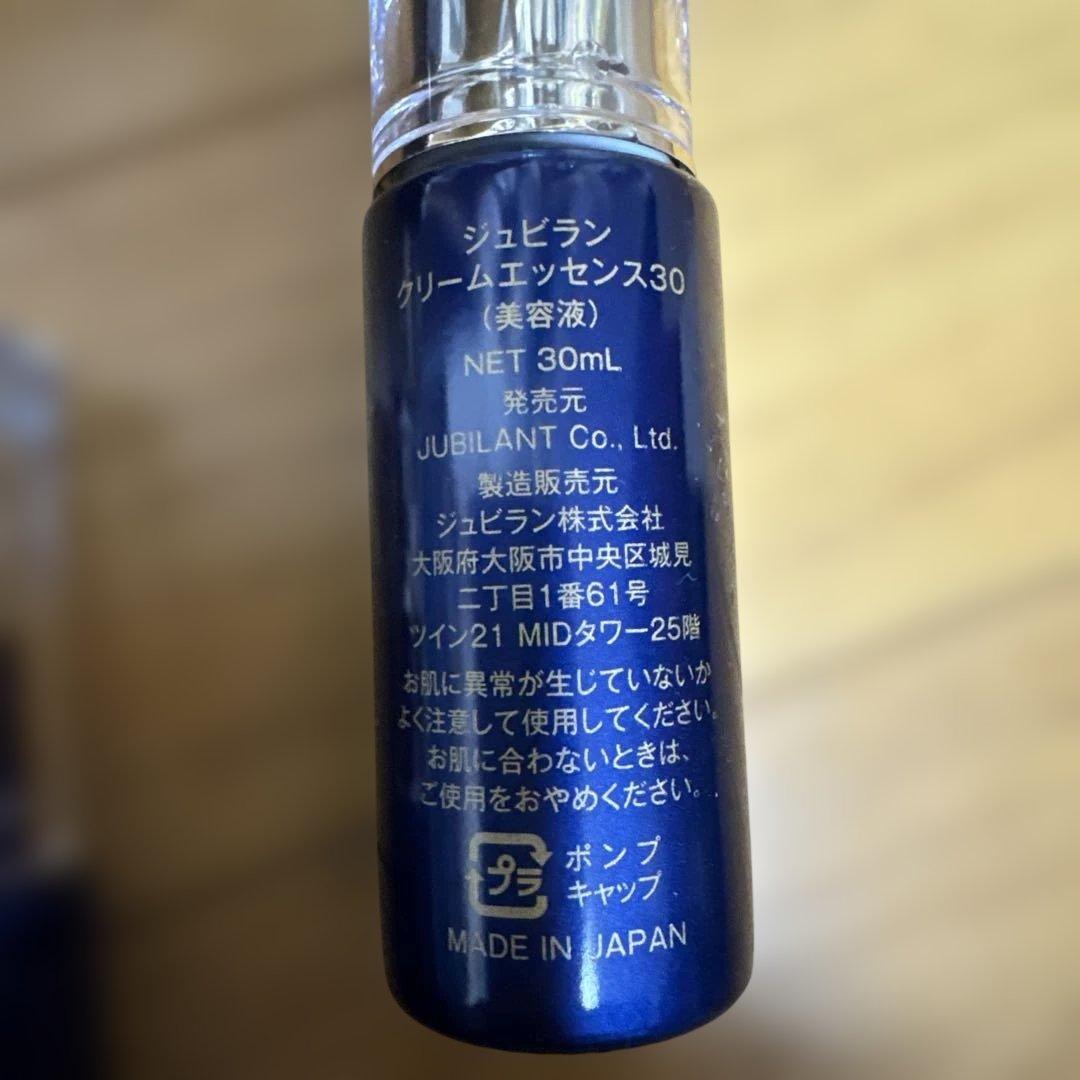 ジュビラン
クリームエッセンス30
（美容液）
NET 30mL
発売元
JUBILANT Co., Ltd.
製造販売元
ジュビラン株式会社
大阪府大阪市中央区城見
二丁目1番61号
ツイン21 MIDタワー25階
お肌に異常が生じていないか
よく注意して使用してください。
お肌に合わないときは、
ご使用をおやめください。
プラ
ポンプ
キャップ
MADE IN JAPAN